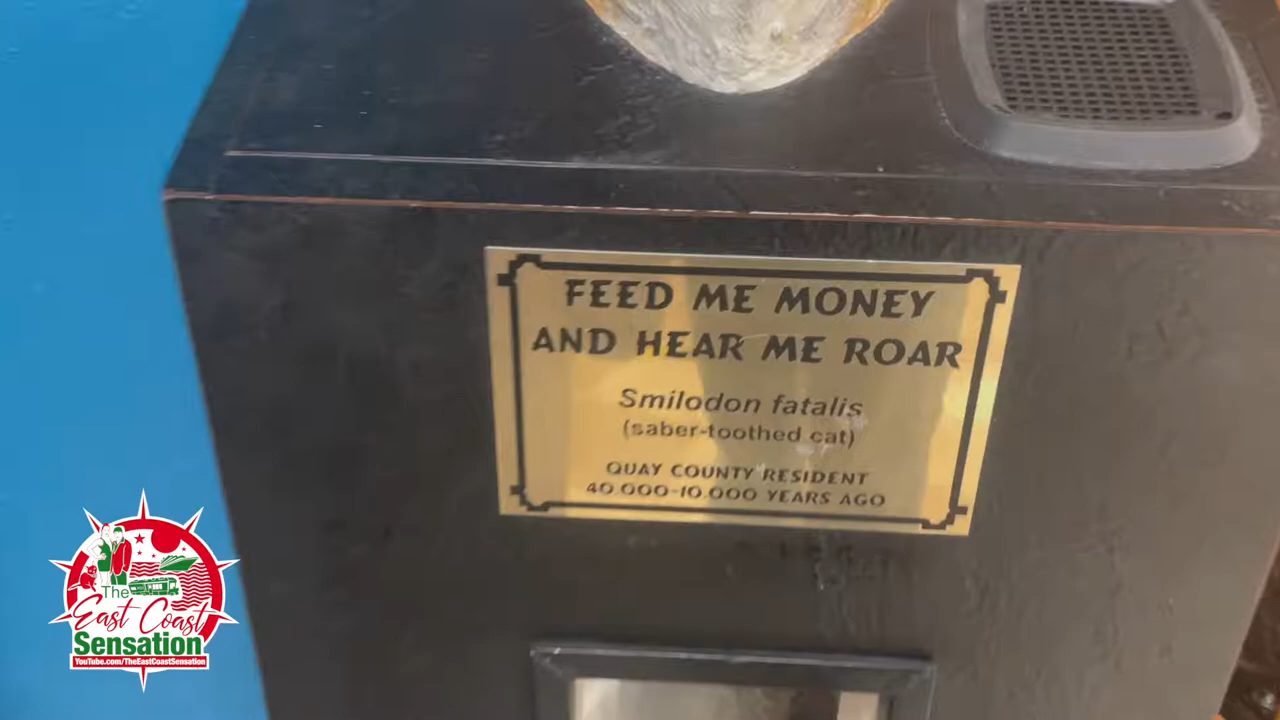 FEED ME MONEY
AND HEAR ME ROAR
Smilodon fatalis
(saber-toothed cat)
QUAY COUNTY RESIDENT
40,000-10,000 YEARS AGO
The
East Coast
Sensation
YouTube.com/TheEastCoastSensation